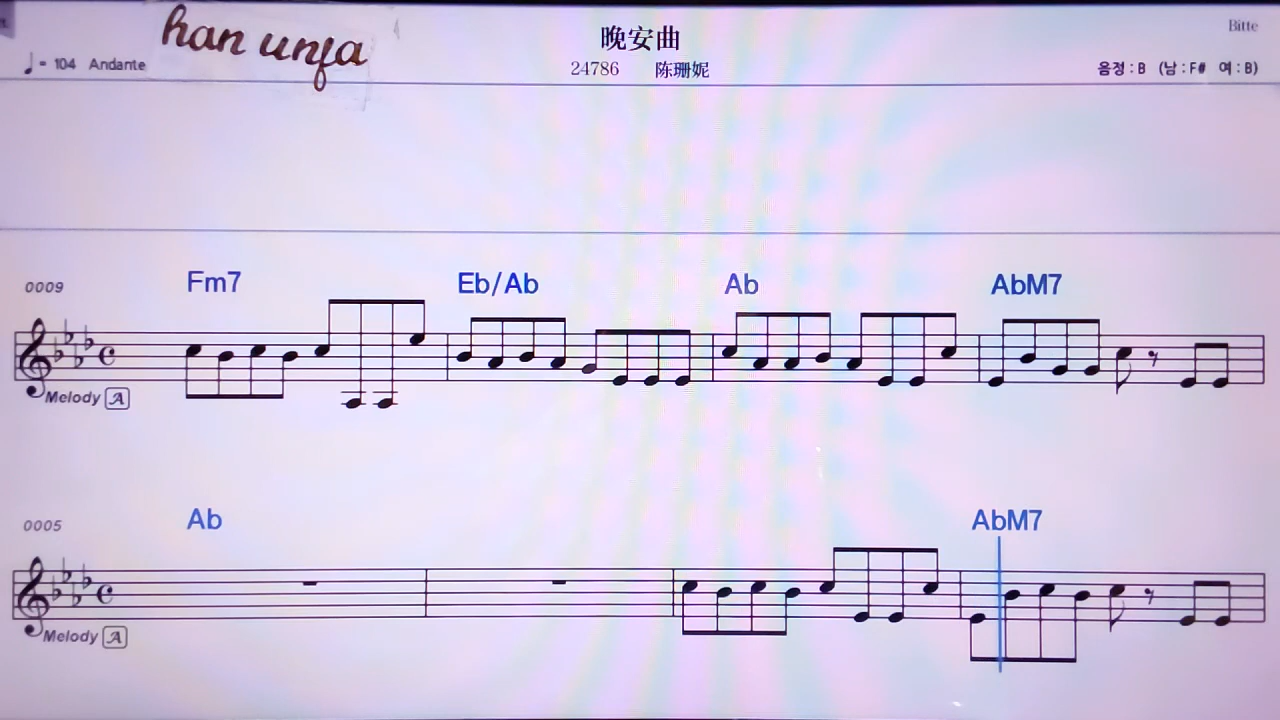 han unfa
晚安曲
Bitte
♩= 104 Andante
24786 陈珊妮
음정 : B (남 : F# 여 : B)
0009
Fm7 Eb/Ab Ab AbM7
Melody A
0005
Ab AbM7
Melody A